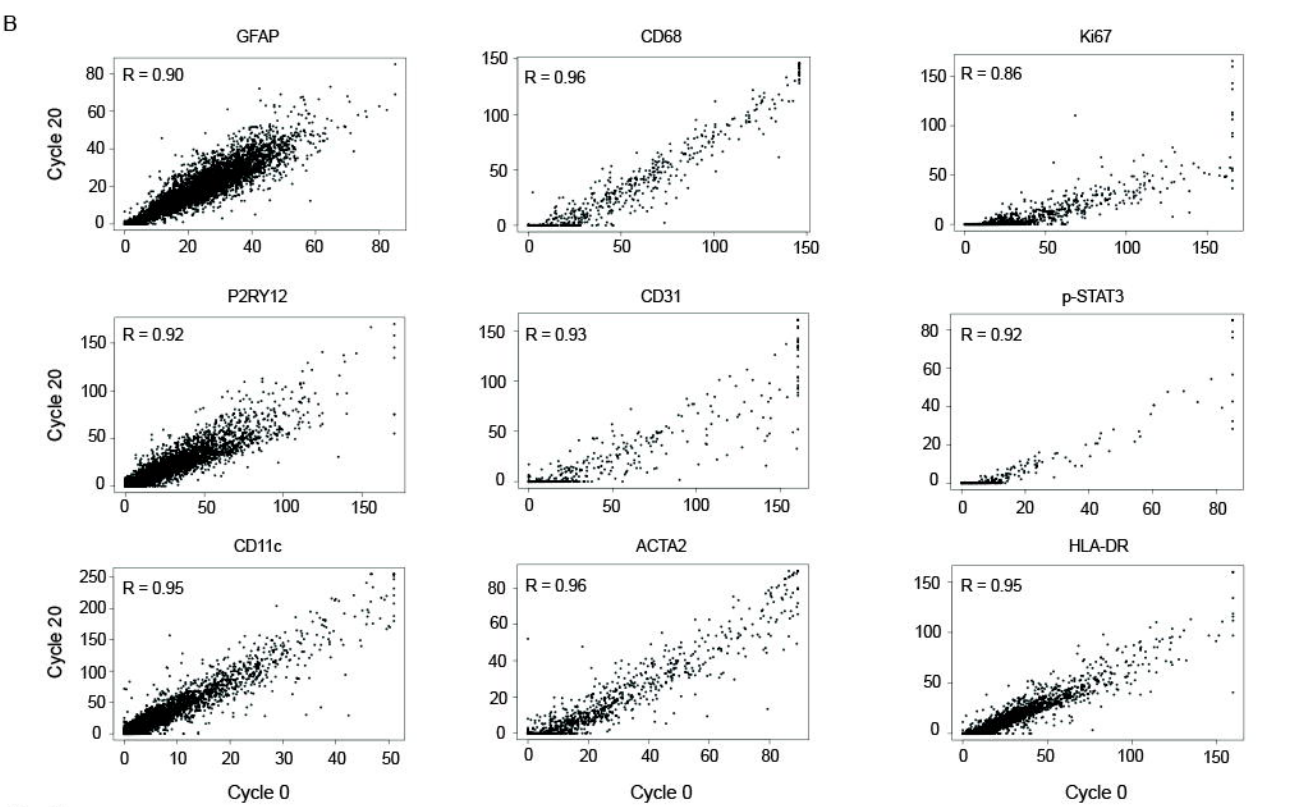 B
GFAP CD68 Ki67
R = 0.90 R = 0.96 R = 0.86
Cycle 20
80
60
40
20
0
0 20 40 60 80
150
100
50
0
0 50 100 150
150
100
50
0
0 50 100 150
P2RY12 CD31 p-STAT3
R = 0.92 R = 0.93 R = 0.92
Cycle 20
150
100
50
0
0 50 100 150
150
100
50
0
0 50 100 150
80
60
40
20
0
0 20 40 60 80
CD11c ACTA2 HLA-DR
R = 0.95 R = 0.96 R = 0.95
Cycle 20
250
200
150
100
50
0
0 10 20 30 40 50
80
60
40
20
0
0 20 40 60 80
150
100
50
0
0 50 100 150
Cycle 0 Cycle 0 Cycle 0